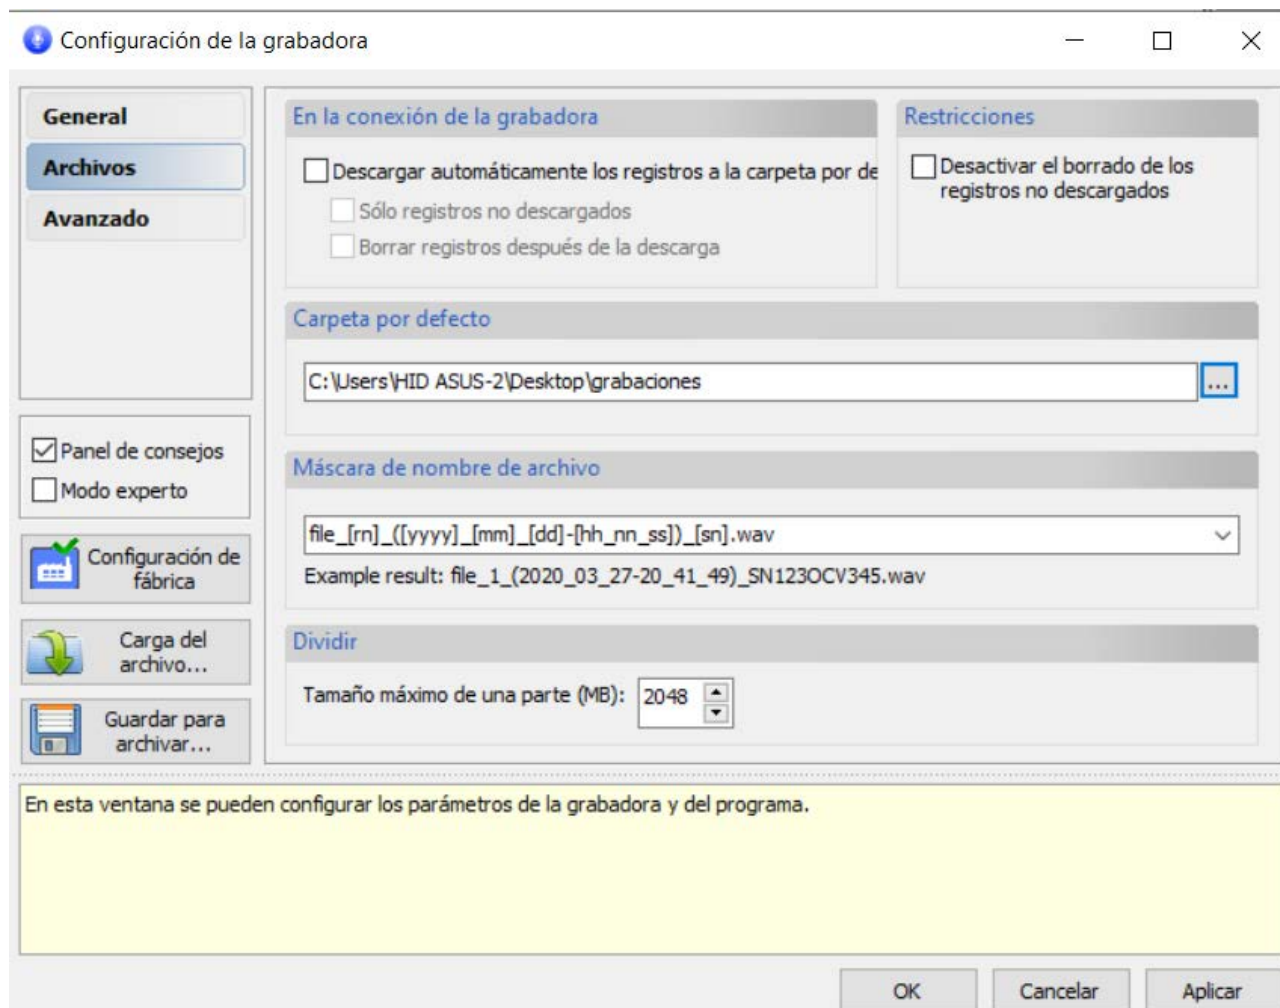 Configuración de la grabadora
General
Archivos
Avanzado
Panel de consejos
Modo experto
Configuración de
fábrica
Carga del
archivo...
Guardar para
archivar...
En la conexión de la grabadora
Descargar automáticamente los registros a la carpeta por de
Sólo registros no descargados
Borrar registros después de la descarga
Restricciones
Desactivar el borrado de los
registros no descargados
Carpeta por defecto
C:\Users\HID ASUS-2\Desktop\grabaciones
...
Máscara de nombre de archivo
file_[rn]_([yyyy]_[mm]_[dd]-[hh_nn_ss])_[sn].wav
Example result: file_1_(2020_03_27-20_41_49)_SN123OCV345.wav
Dividir
Tamaño máximo de una parte (MB): 2048
En esta ventana se pueden configurar los parámetros de la grabadora y del programa.
OK
Cancelar
Aplicar